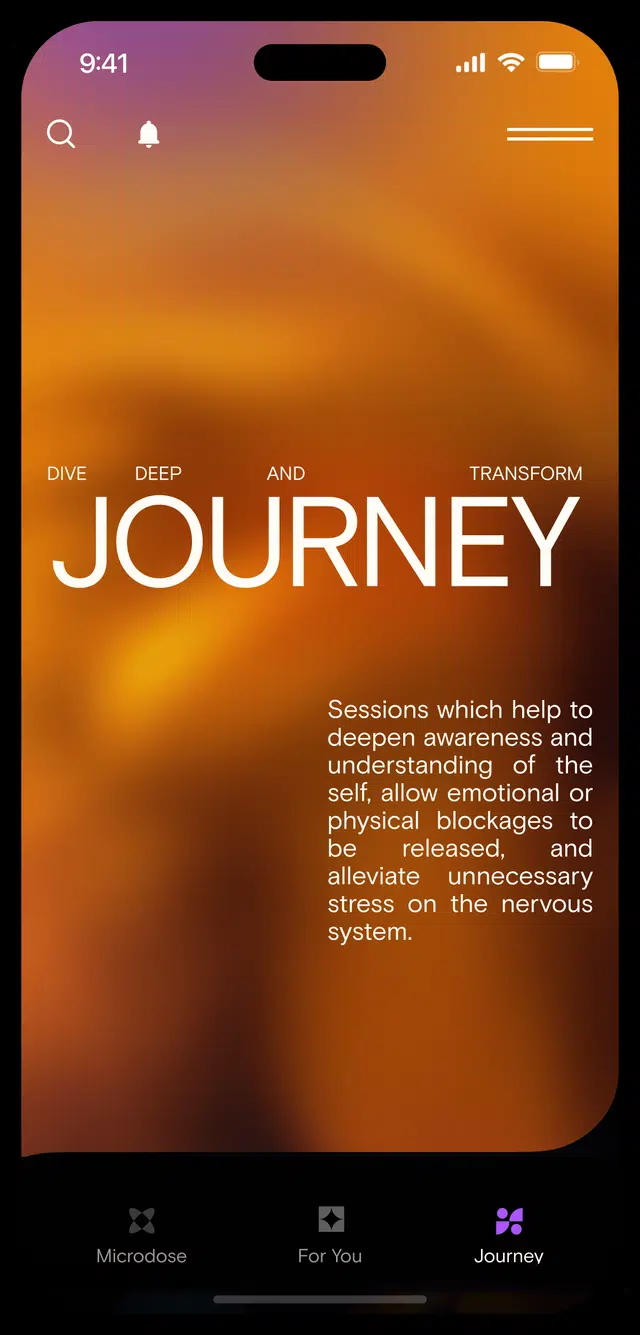 9:41
DIVE DEEP AND TRANSFORM
JOURNEY
Sessions which help to
deepen awareness and
understanding of the
self, allow emotional or
physical blockages to
be released, and
alleviate unnecessary
stress on the nervous
system.
Microdose For You Journey